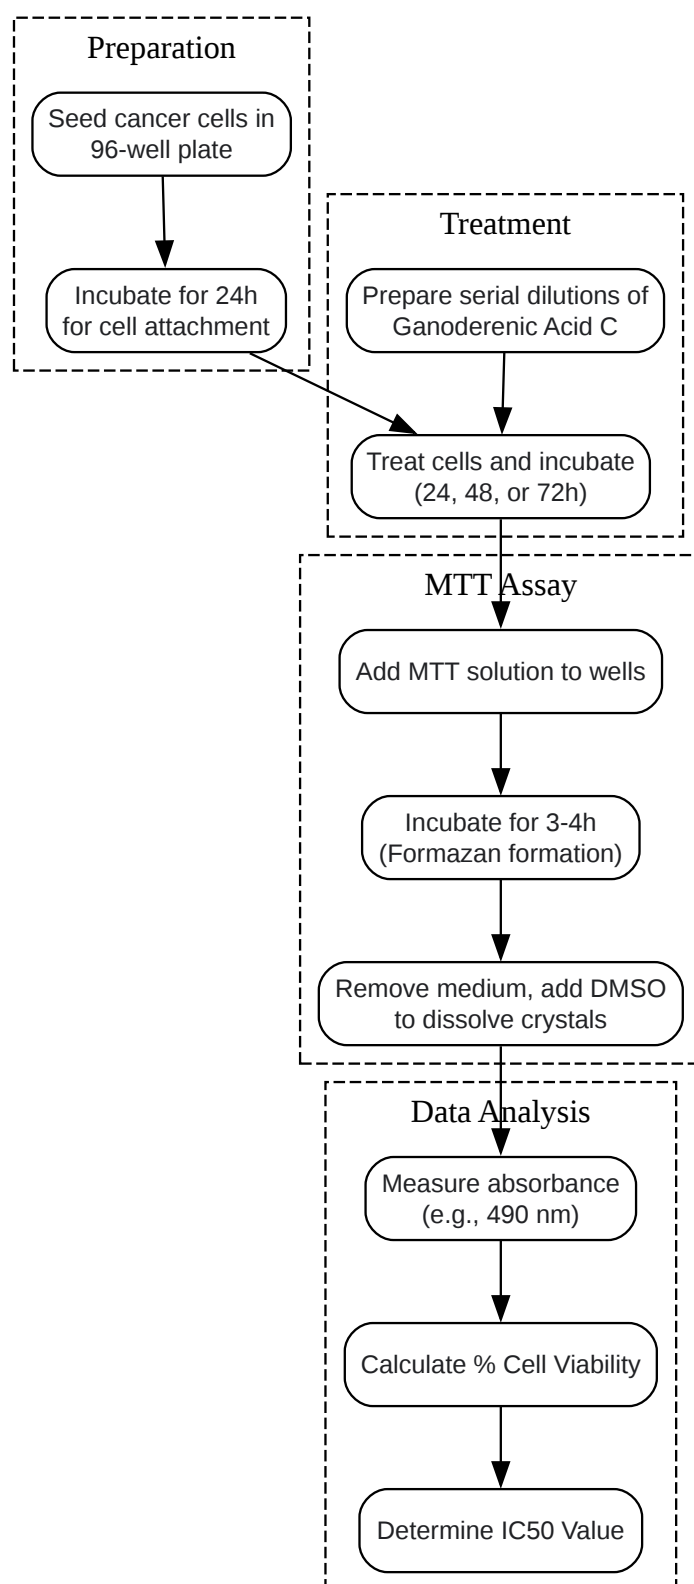 Preparation
Seed cancer cells in
96-well plate
Incubate for 24h
for cell attachment
Treatment
Prepare serial dilutions of
Ganoderenic Acid C
Treat cells and incubate
(24, 48, or 72h)
MTT Assay
Add MTT solution to wells
Incubate for 3-4h
(Formazan formation)
Remove medium, add DMSO
to dissolve crystals
Data Analysis
Measure absorbance
(e.g., 490 nm)
Calculate % Cell Viability
Determine IC50 Value